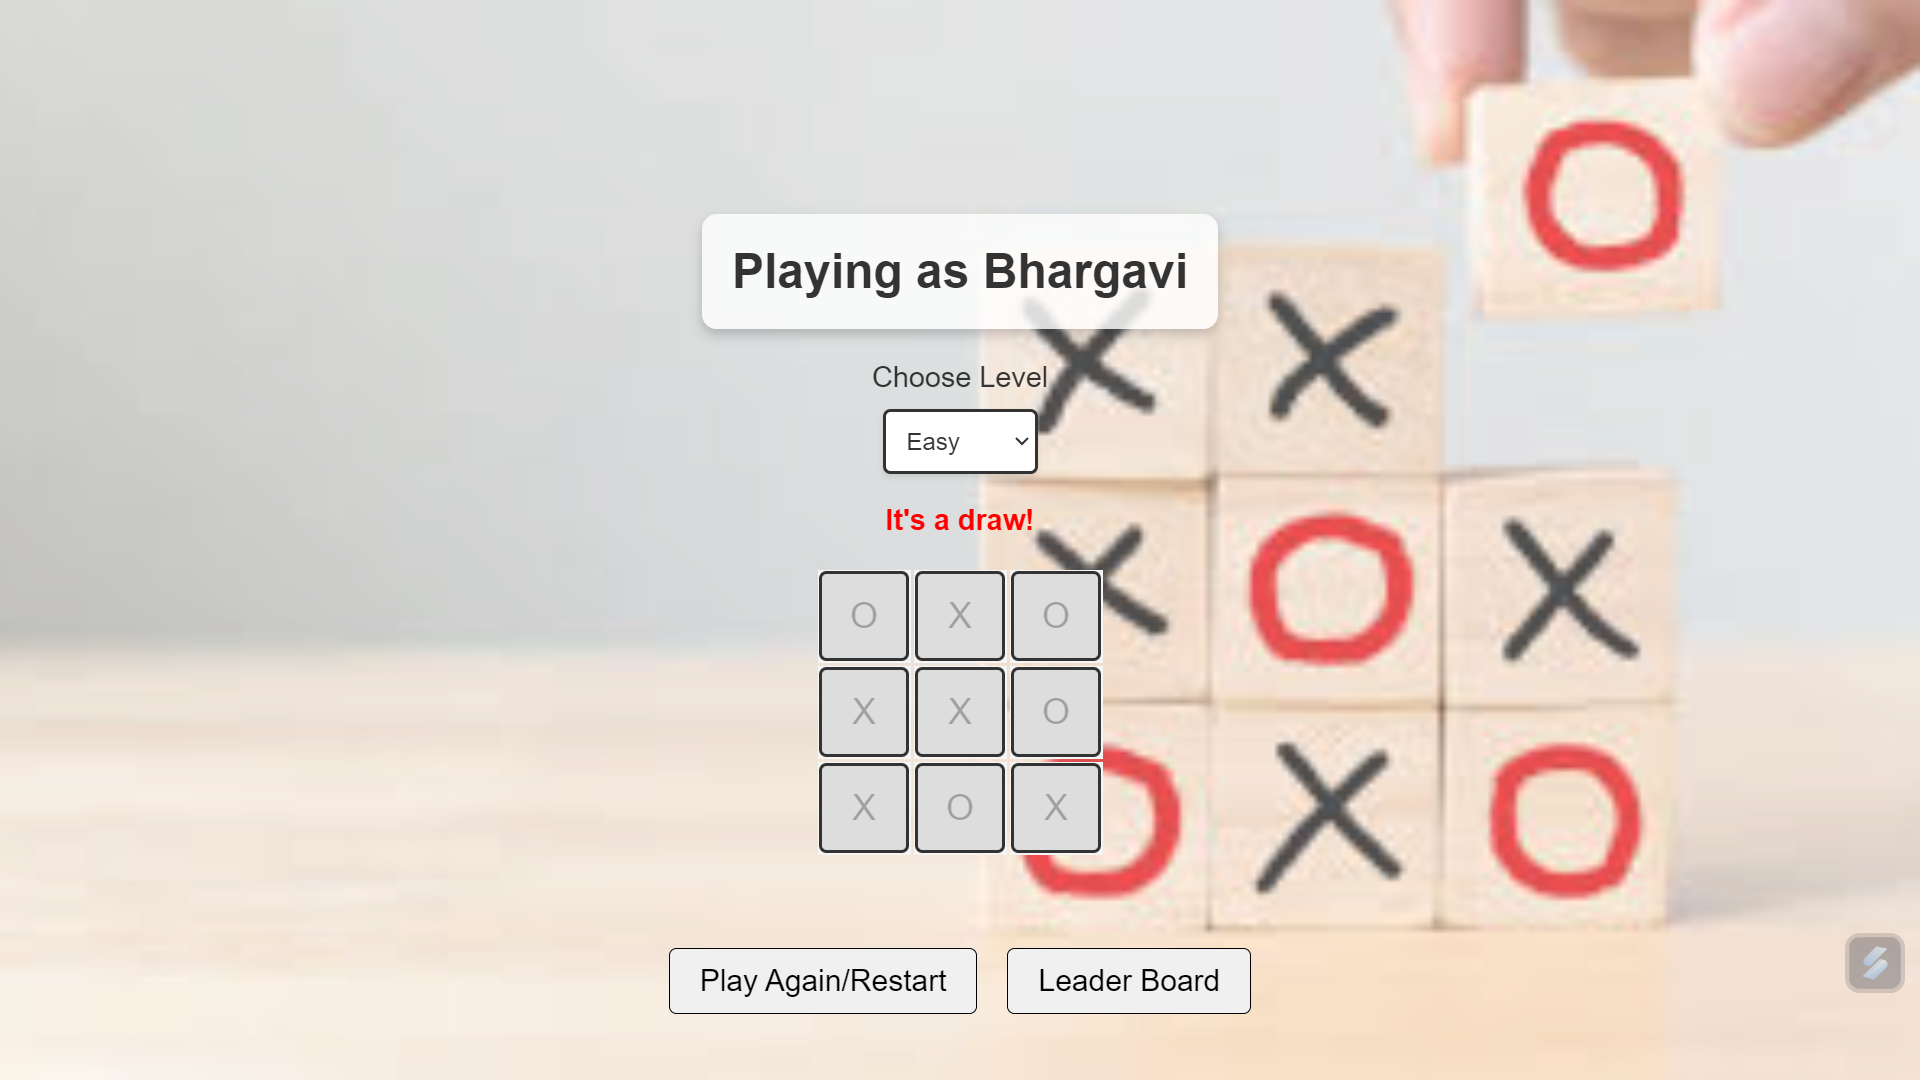 Playing as Bhargavi
Choose Level
Easy
It's a draw!
O X O
X X O
X O X
Play Again/Restart
Leader Board
O
X X
X O X
O X O